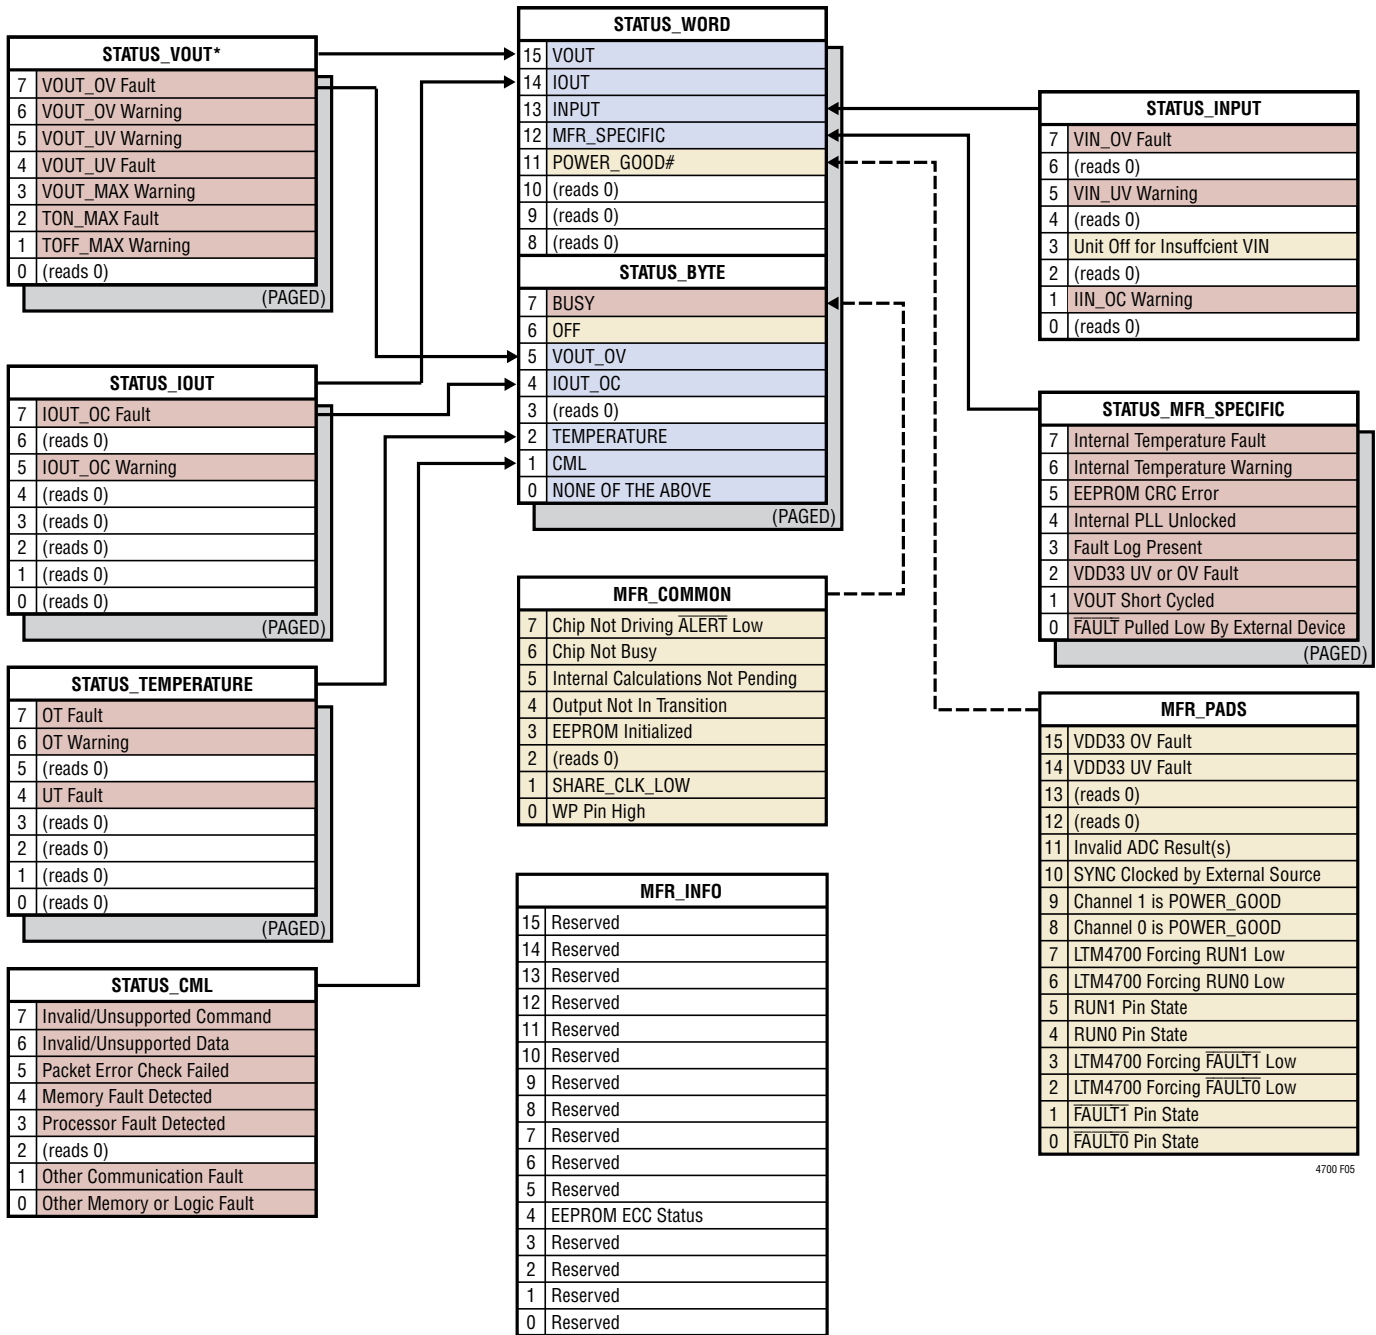 STATUS_VOUT*
7 VOUT_OV Fault
6 VOUT_OV Warning
5 VOUT_UV Warning
4 VOUT_UV Fault
3 VOUT_MAX Warning
2 TON_MAX Fault
1 TOFF_MAX Warning
0 (reads 0)
(PAGED)
STATUS_IOUT
7 IOUT_OC Fault
6 (reads 0)
5 IOUT_OC Warning
4 (reads 0)
3 (reads 0)
2 (reads 0)
1 (reads 0)
0 (reads 0)
(PAGED)
STATUS_TEMPERATURE
7 OT Fault
6 OT Warning
5 (reads 0)
4 UT Fault
3 (reads 0)
2 (reads 0)
1 (reads 0)
0 (reads 0)
(PAGED)
STATUS_CML
7 Invalid/Unsupported Command
6 Invalid/Unsupported Data
5 Packet Error Check Failed
4 Memory Fault Detected
3 Processor Fault Detected
2 (reads 0)
1 Other Communication Fault
0 Other Memory or Logic Fault
STATUS_WORD
15 VOUT
14 IOUT
13 INPUT
12 MFR_SPECIFIC
11 POWER_GOOD#
10 (reads 0)
9 (reads 0)
8 (reads 0)
STATUS_BYTE
7 BUSY
6 OFF
5 VOUT_OV
4 IOUT_OC
3 (reads 0)
2 TEMPERATURE
1 CML
0 NONE OF THE ABOVE
(PAGED)
MFR_COMMON
7 Chip Not Driving A̅L̅E̅R̅T̅ Low
6 Chip Not Busy
5 Internal Calculations Not Pending
4 Output Not In Transition
3 EEPROM Initialized
2 (reads 0)
1 SHARE_CLK_LOW
0 WP Pin High
MFR_INFO
15 Reserved
14 Reserved
13 Reserved
12 Reserved
11 Reserved
10 Reserved
9 Reserved
8 Reserved
7 Reserved
6 Reserved
5 Reserved
4 EEPROM ECC Status
3 Reserved
2 Reserved
1 Reserved
0 Reserved
STATUS_INPUT
7 VIN_OV Fault
6 (reads 0)
5 VIN_UV Warning
4 (reads 0)
3 Unit Off for Insuffcient VIN
2 (reads 0)
1 IIN_OC Warning
0 (reads 0)
STATUS_MFR_SPECIFIC
7 Internal Temperature Fault
6 Internal Temperature Warning
5 EEPROM CRC Error
4 Internal PLL Unlocked
3 Fault Log Present
2 VDD33 UV or OV Fault
1 VOUT Short Cycled
0 F̅A̅U̅L̅T̅ Pulled Low By External Device
(PAGED)
MFR_PADS
15 VDD33 OV Fault
14 VDD33 UV Fault
13 (reads 0)
12 (reads 0)
11 Invalid ADC Result(s)
10 SYNC Clocked by External Source
9 Channel 1 is POWER_GOOD
8 Channel 0 is POWER_GOOD
7 LTM4700 Forcing RUN1 Low
6 LTM4700 Forcing RUN0 Low
5 RUN1 Pin State
4 RUN0 Pin State
3 LTM4700 Forcing F̅A̅U̅L̅T̅1̅ Low
2 LTM4700 Forcing F̅A̅U̅L̅T̅0̅ Low
1 F̅A̅U̅L̅T̅1̅ Pin State
0 F̅A̅U̅L̅T̅0̅ Pin State
4700 F05